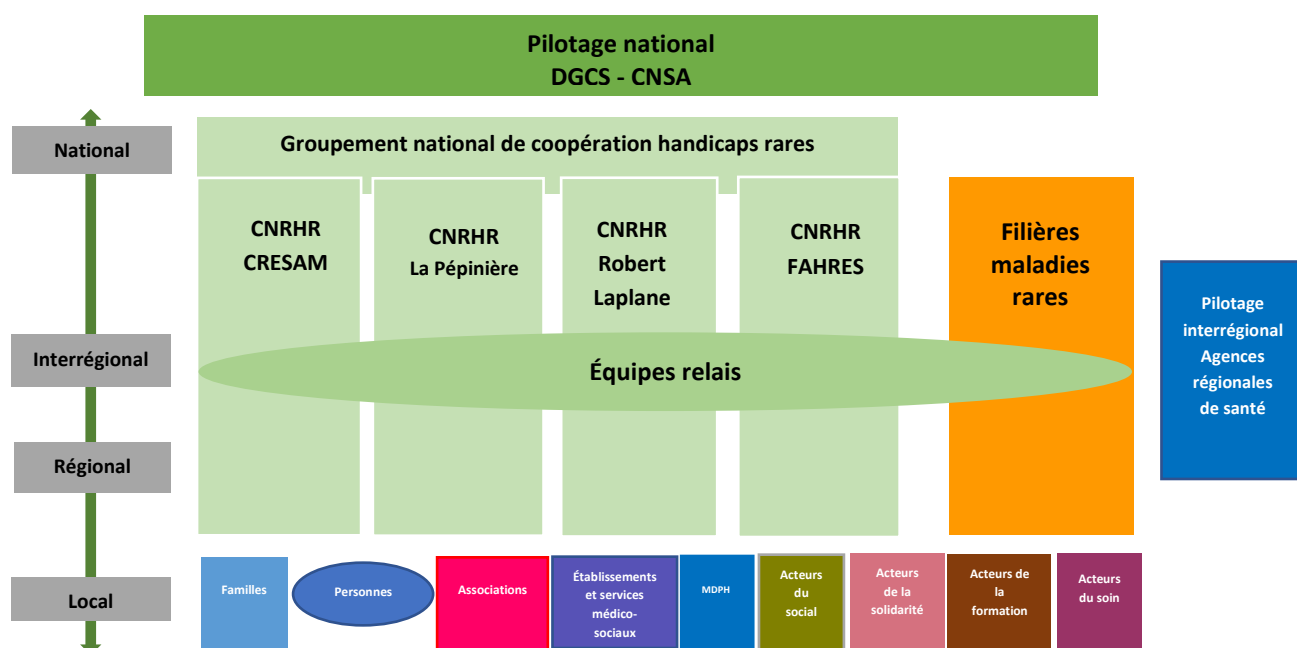 Pilotage national
DGCS - CNSA
National
Groupement national de coopération handicaps rares
CNRHR
CRESAM
CNRHR
La Pépinière
CNRHR
Robert
Laplane
CNRHR
FAHRES
Filières
maladies
rares
Pilotage
interrégional
Agences
régionales
de santé
Interrégional
Équipes relais
Régional
Local
Familles
Personnes
Associations
Établissements
et services
médico-
sociaux
MDPH
Acteurs
du
social
Acteurs
de la
solidarité
Acteurs de
la
formation
Acteurs
du soin